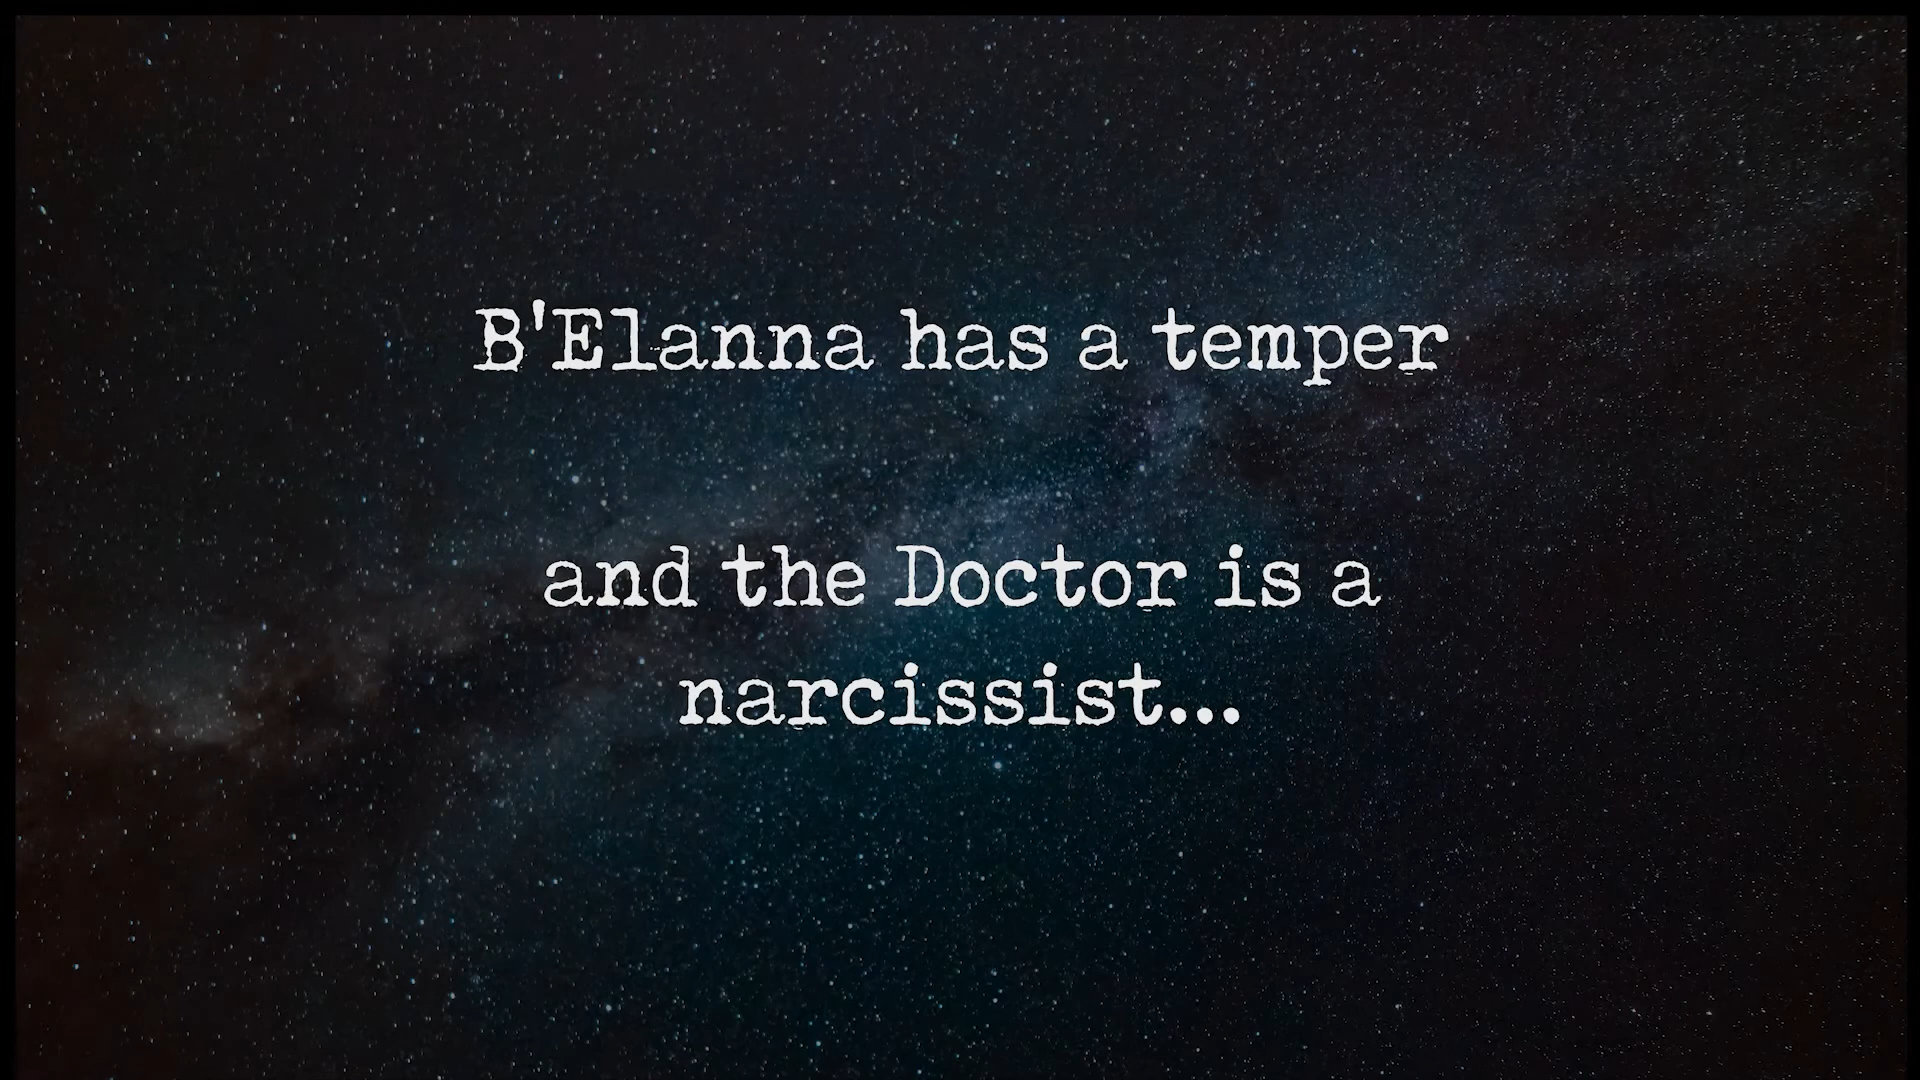 B'Elanna has a temper
and the Doctor is a
narcissist...